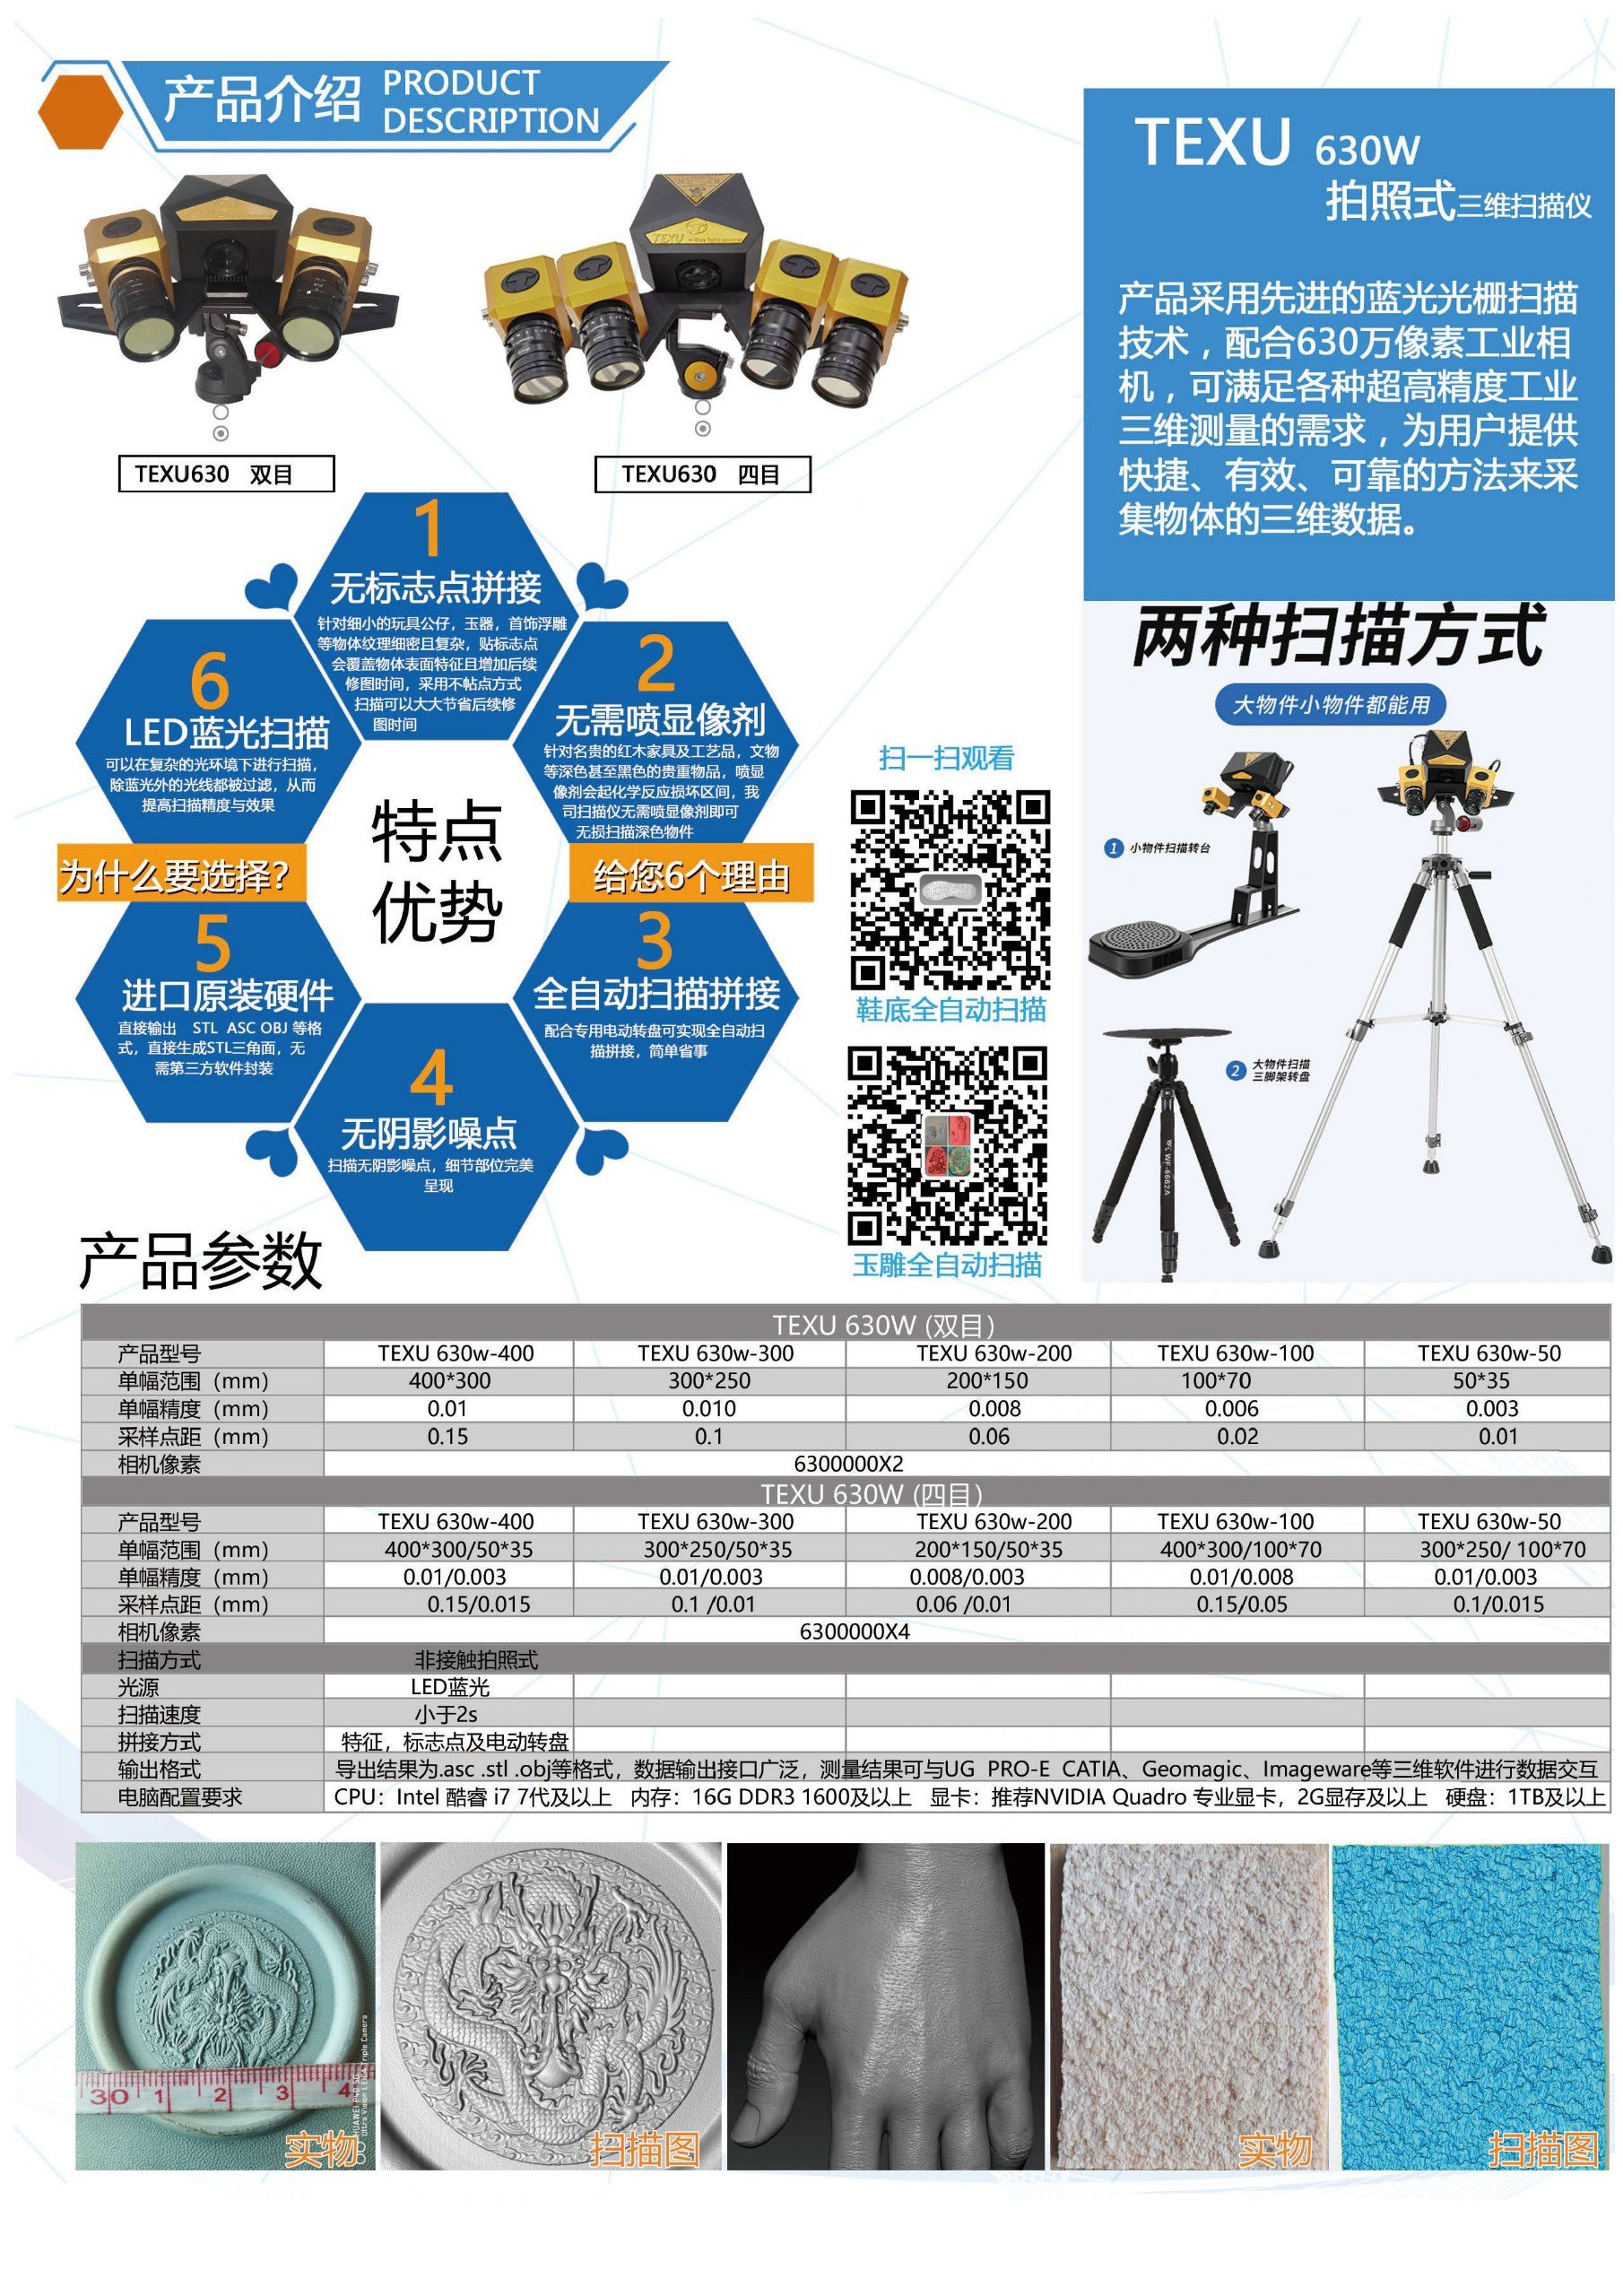 产品介绍 PRODUCT
DESCRIPTION
TEXU 630W
拍照式三维扫描仪
产品采用先进的蓝光光栅扫描
技术，配合630万像素工业相
机，可满足各种超高精度工业
三维测量的需求，为用户提供
快捷、有效、可靠的方法来采
集物体的三维数据。
TEXU
TEXU630 双目
TEXU630 四目
1
无标志点拼接
针对细小的玩具公仔，玉器，首饰浮雕
等物体纹理细密且复杂，贴标志点
会覆盖物体表面特征且增加后续
修图时间，采用不帖点方式
扫描可以大大节省后续修
图时间
2
无需喷显像剂
针对名贵的红木家具及工艺品，文物
等深色甚至黑色的贵重物品，喷显
像剂会起化学反应损坏区间，我
司扫描仪无需喷显像剂即可
无损扫描深色物件
6
LED蓝光扫描
可以在复杂的光环境下进行扫描，
除蓝光外的光线都被过滤，从而
提高扫描精度与效果
特点
优势
为什么要选择?
给您6个理由
5
进口原装硬件
直接输出 STL ASC OBJ 等格
式，直接生成STL三角面，无
需第三方软件封装
3
全自动扫描拼接
配合专用电动转盘可实现全自动扫
描拼接，简单省事
4
无阴影噪点
扫描无阴影噪点，细节部位完美
呈现
扫一扫观看
鞋底全自动扫描
玉雕全自动扫描
两种扫描方式
大物件小物件都能用
1 小物件扫描转台
2 大物件扫描
三脚架转盘
WF-6662A
产品参数
TEXU 630W (双目)
产品型号 TEXU 630w-400 TEXU 630w-300 TEXU 630w-200 TEXU 630w-100 TEXU 630w-50
单幅范围（mm） 400*300 300*250 200*150 100*70 50*35
单幅精度（mm） 0.01 0.010 0.008 0.006 0.003
采样点距（mm） 0.15 0.1 0.06 0.02 0.01
相机像素 6300000X2
TEXU 630W (四目)
产品型号 TEXU 630w-400 TEXU 630w-300 TEXU 630w-200 TEXU 630w-100 TEXU 630w-50
单幅范围（mm） 400*300/50*35 300*250/50*35 200*150/50*35 400*300/100*70 300*250/ 100*70
单幅精度（mm） 0.01/0.003 0.01/0.003 0.008/0.003 0.01/0.008 0.01/0.003
采样点距（mm） 0.15/0.015 0.1 /0.01 0.06 /0.01 0.15/0.05 0.1/0.015
相机像素 6300000X4
扫描方式 非接触拍照式
光源 LED蓝光
扫描速度 小于2s
拼接方式 特征，标志点及电动转盘
输出格式 导出结果为.asc .stl .obj等格式，数据输出接口广泛，测量结果可与UG PRO-E CATIA、Geomagic、Imageware等三维软件进行数据交互
电脑配置要求 CPU：Intel 酷睿 i7 7代及以上 内存：16G DDR3 1600及以上 显卡：推荐NVIDIA Quadro 专业显卡，2G显存及以上 硬盘：1TB及以上
30 1 2 3 4
实物
扫描图
实物
扫描图